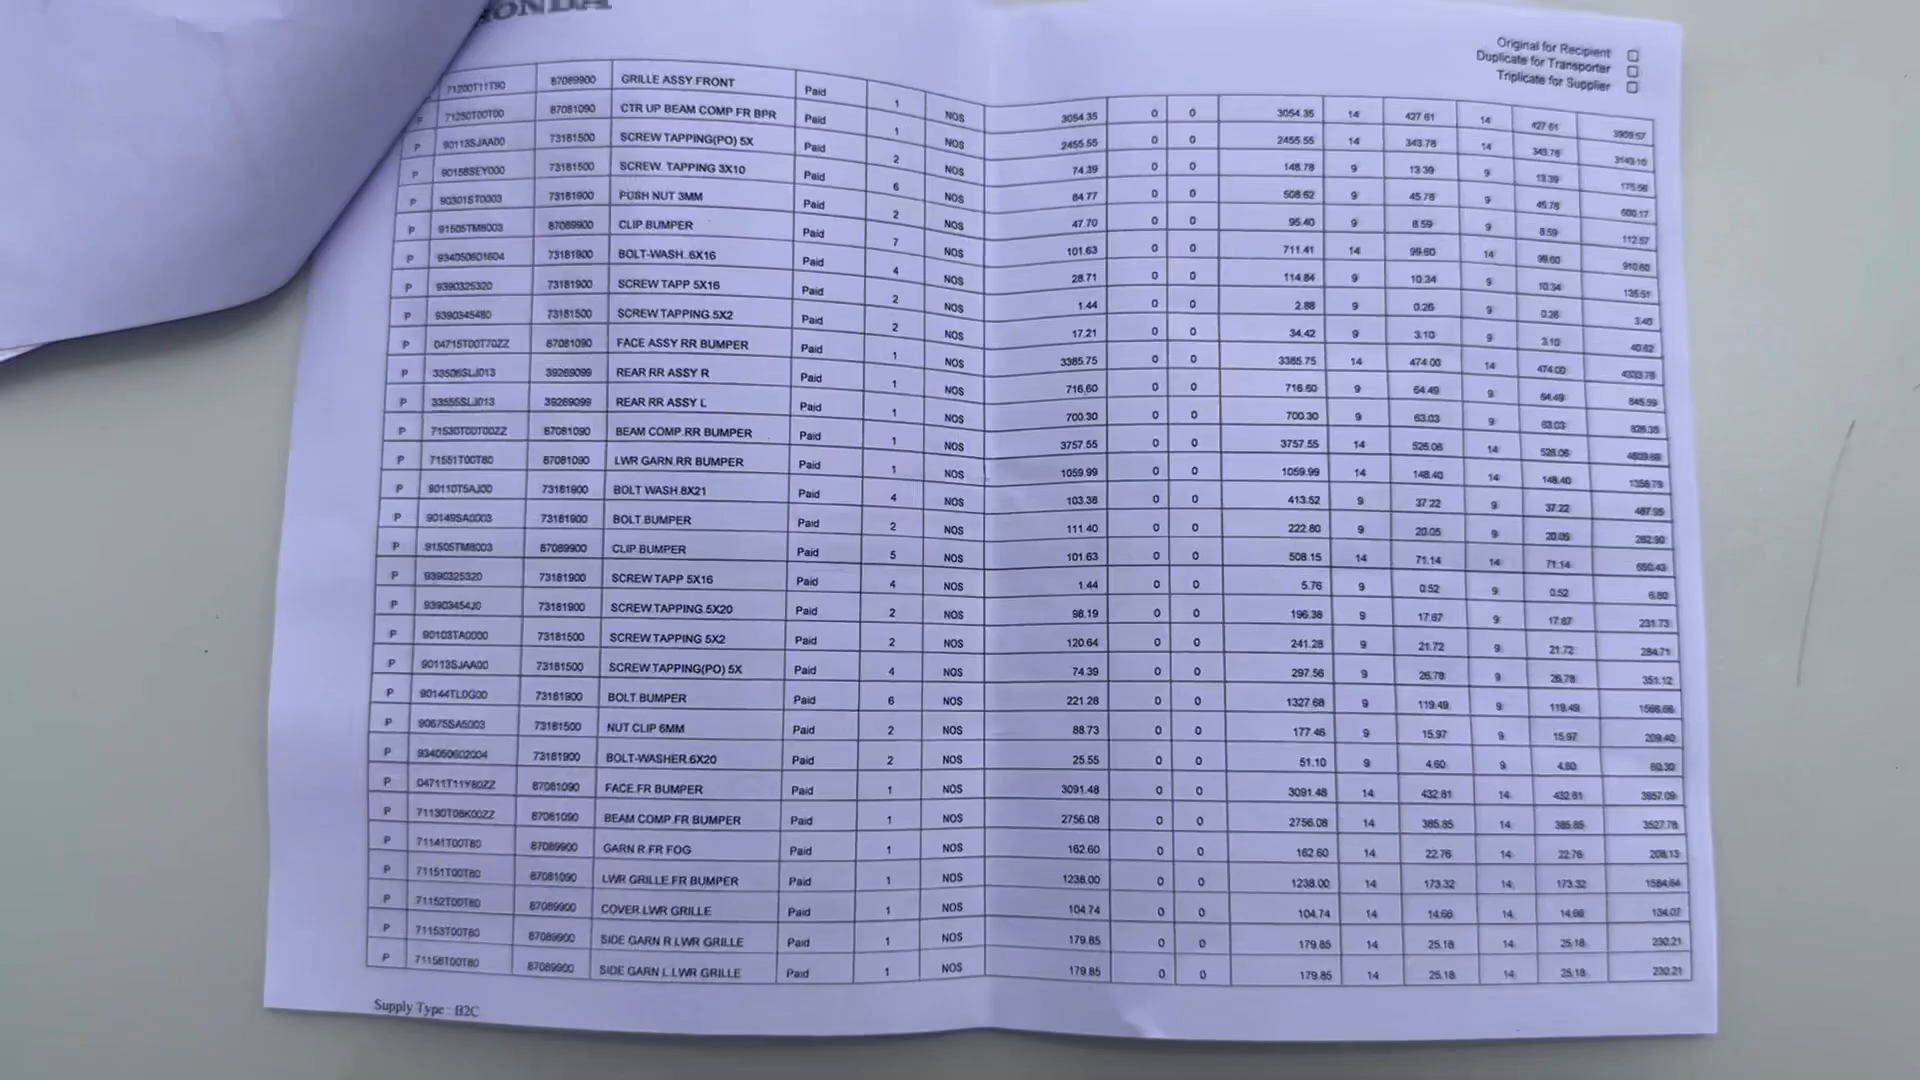 HONDA
Original for Recipient
Duplicate for Transporter
Triplicate for Supplier
71200T11T90 87089900 GRILLE ASSY.FRONT Paid 1 NOS 3054.35 0 0 3054.35 14 427.61 14 427.61 3909.57
P 71250T00T00 87081090 CTR UP BEAM COMP.FR BPR Paid 1 NOS 2455.55 0 0 2455.55 14 343.78 14 343.78 3143.10
P 90113SJAA00 73181500 SCREW TAPPING(PO) 5X Paid 2 NOS 74.39 0 0 148.78 9 13.39 9 13.39 175.56
P 90158SEY000 73181500 SCREW. TAPPING 3X10 Paid 6 NOS 84.77 0 0 508.62 9 45.78 9 45.78 600.17
P 90301ST0003 73181900 PUSH NUT 3MM Paid 2 NOS 47.70 0 0 95.40 9 8.59 9 8.59 112.57
P 91505TM8003 87089900 CLIP.BUMPER Paid 7 NOS 101.63 0 0 711.41 14 99.60 14 99.60 910.60
P 934050601604 73181900 BOLT-WASH..6X16 Paid 4 NOS 28.71 0 0 114.84 9 10.34 9 10.34 135.51
P 9390325320 73181900 SCREW TAPP 5X16 Paid 2 NOS 1.44 0 0 2.88 9 0.26 9 0.26 3.40
P 9390345480 73181500 SCREW TAPPING.5X2 Paid 2 NOS 17.21 0 0 34.42 9 3.10 9 3.10 40.62
P 04715T00T70ZZ 87081090 FACE ASSY RR BUMPER Paid 1 NOS 3385.75 0 0 3385.75 14 474.00 14 474.00 4333.75
P 33506SLJ013 39269099 REAR RR ASSY R Paid 1 NOS 716.60 0 0 716.60 9 64.49 9 64.49 845.59
P 33555SLJ013 39269099 REAR RR ASSY L Paid 1 NOS 700.30 0 0 700.30 9 63.03 9 63.03 826.35
P 71530T00T00ZZ 87081090 BEAM COMP.RR BUMPER Paid 1 NOS 3757.55 0 0 3757.55 14 526.06 14 526.06
P 71551T00T80 87081090 LWR GARN.RR BUMPER Paid 1 NOS 1059.99 0 0 1059.99 14 148.40 14 148.40 1356.79
P 90110T5AJ00 73181900 BOLT WASH.8X21 Paid 4 NOS 103.38 0 0 413.52 9 37.22 9 37.22 487.95
P 90149SA0003 73181900 BOLT.BUMPER Paid 2 NOS 111.40 0 0 222.80 9 20.05 9 20.05 262.90
P 91505TM8003 87089900 CLIP.BUMPER Paid 5 NOS 101.63 0 0 508.15 14 71.14 14 71.14 650.43
P 9390325320 73181900 SCREW TAPP 5X16 Paid 4 NOS 1.44 0 0 5.76 9 0.52 9 0.52 6.80
P 93903454J0 73181900 SCREW.TAPPING.5X20 Paid 2 NOS 98.19 0 0 196.38 9 17.67 9 17.67 231.73
P 90103TA0000 73181500 SCREW TAPPING 5X2 Paid 2 NOS 120.64 0 0 241.28 9 21.72 9 21.72 284.71
P 90113SJAA00 73181500 SCREW.TAPPING(PO) 5X Paid 4 NOS 74.39 0 0 297.56 9 26.78 9 26.78 351.12
P 90144TL0G00 73181900 BOLT.BUMPER Paid 6 NOS 221.28 0 0 1327.68 9 119.49 9 119.49 1566.66
P 90675SA5003 73181500 NUT CLIP 6MM Paid 2 NOS 88.73 0 0 177.46 9 15.97 9 15.97 209.40
P 934050602004 73181900 BOLT-WASHER.6X20 Paid 2 NOS 25.55 0 0 51.10 9 4.60 9 4.60 60.30
P 04711T11Y80ZZ 87081090 FACE.FR BUMPER Paid 1 NOS 3091.48 0 0 3091.48 14 432.81 14 432.81 3957.09
P 71130T08K00ZZ 87081090 BEAM COMP.FR BUMPER Paid 1 NOS 2756.08 0 0 2756.08 14 385.85 14 385.85 3527.78
P 71141T00T80 87089900 GARN R.FR FOG Paid 1 NOS 162.60 0 0 162.60 14 22.76 14 22.76 208.13
P 71151T00T80 87081090 LWR GRILLE.FR BUMPER Paid 1 NOS 1238.00 0 0 1238.00 14 173.32 14 173.32 1584.64
P 71152T00T80 87089900 COVER.LWR GRILLE Paid 1 NOS 104.74 0 0 104.74 14 14.66 14 14.66 134.07
P 71153T00T80 87089900 SIDE GARN R.LWR GRILLE Paid 1 NOS 179.85 0 0 179.85 14 25.18 14 25.18 230.21
P 71158T00T80 87089900 SIDE GARN L.LWR GRILLE Paid 1 NOS 179.85 0 0 179.85 14 25.18 14 25.18 230.21
Supply Type : B2C